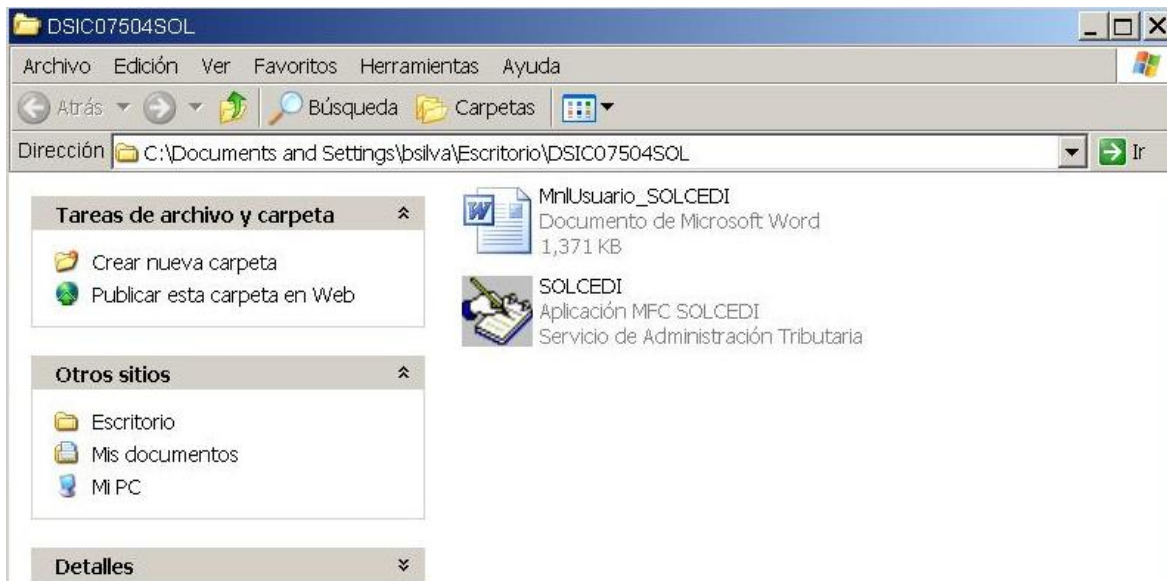 DSIC07504SOL
Archivo Edición Ver Favoritos Herramientas Ayuda
Atrás Búsqueda Carpetas
Dirección C:\Documents and Settings\bsilva\Escritorio\DSIC07504SOL Ir
Tareas de archivo y carpeta
Crear nueva carpeta
Publicar esta carpeta en Web
Otros sitios
Escritorio
Mis documentos
Mi PC
Detalles
MnlUsuario_SOLCEDI
Documento de Microsoft Word
1,371 KB
SOLCEDI
Aplicación MFC SOLCEDI
Servicio de Administración Tributaria